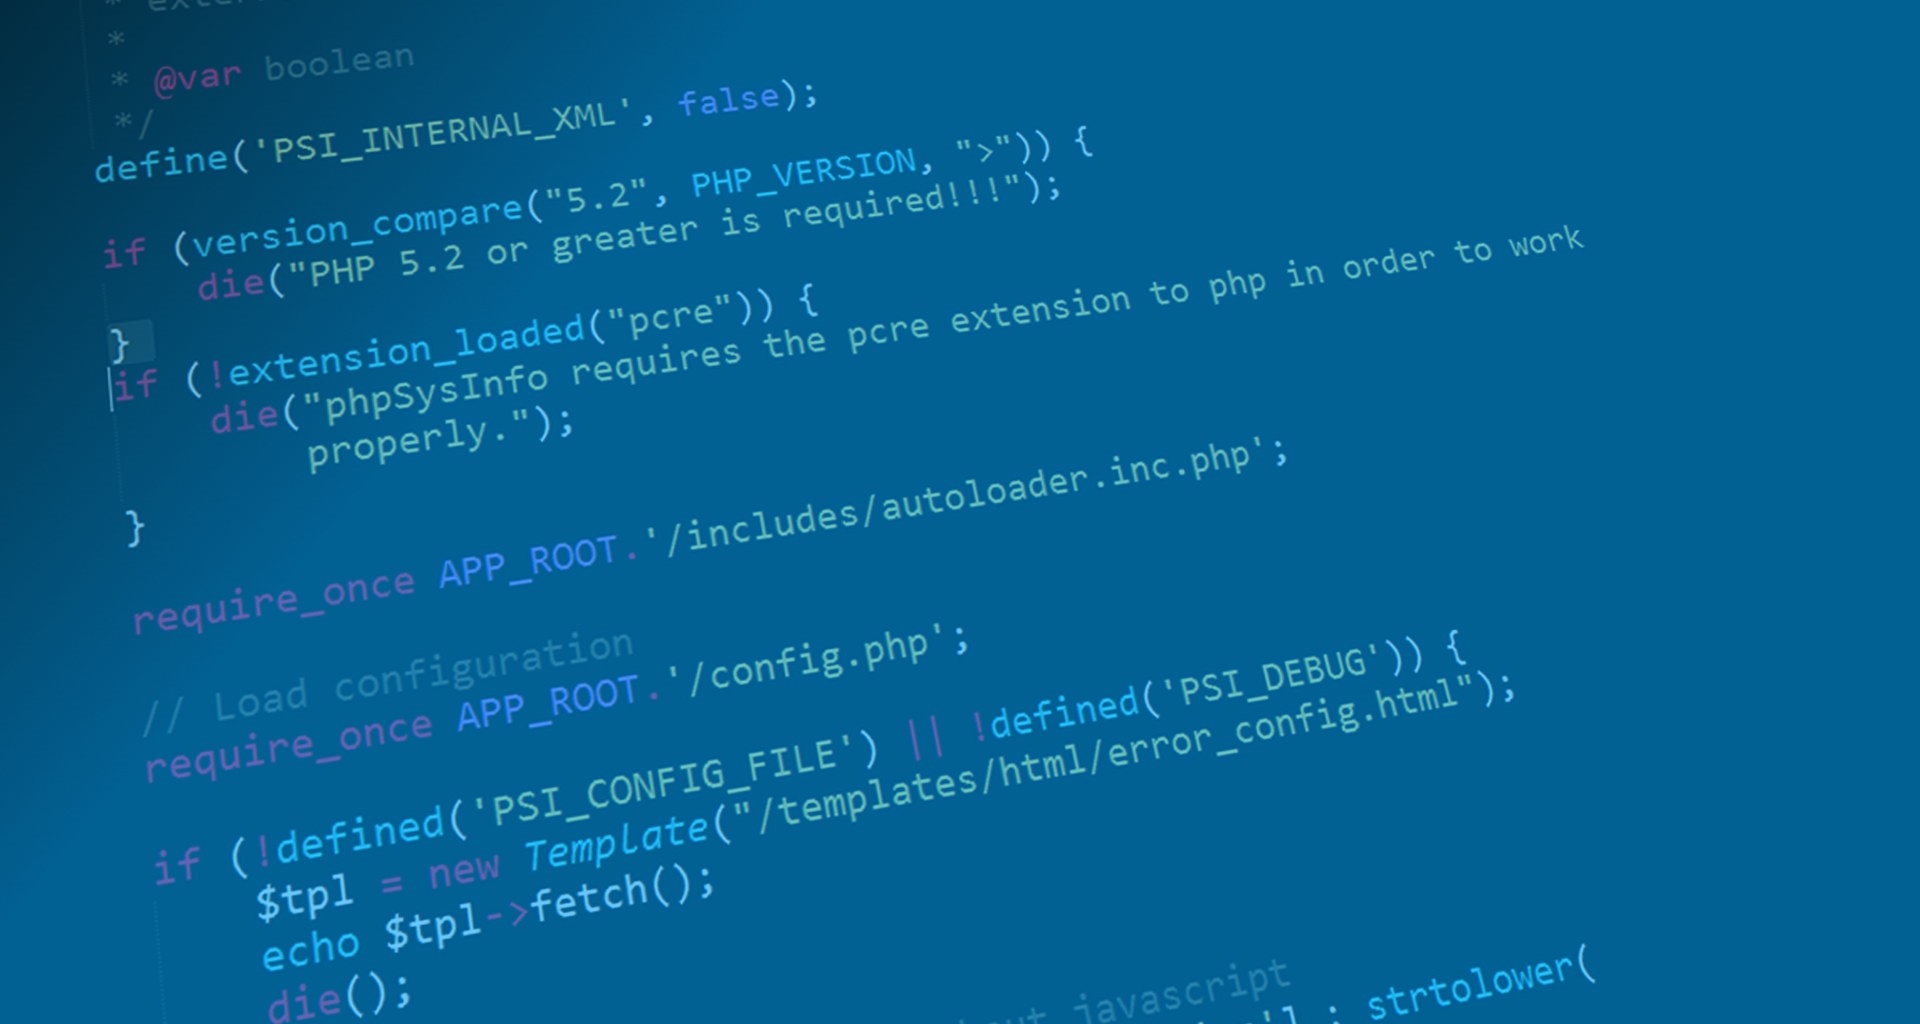 *
*
* @var boolean
*/
define('PSI_INTERNAL_XML', false);
if (version_compare("5.2", PHP_VERSION, ">")) {
die("PHP 5.2 or greater is required!!!");
}
if (!extension_loaded("pcre")) {
die("phpSysInfo requires the pcre extension to php in order to work
properly.");
}
require_once APP_ROOT.'/includes/autoloader.inc.php';
// Load configuration
require_once APP_ROOT.'/config.php';
if (!defined('PSI_CONFIG_FILE') || !defined('PSI_DEBUG')) {
$tpl = new Template("/templates/html/error_config.html");
echo $tpl->fetch();
die();
javascript
strtolower(